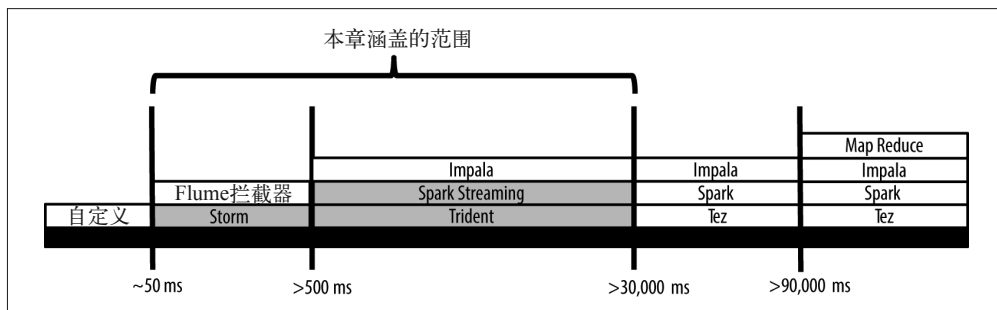 本章涵盖的范围
Map Reduce
Impala Impala Impala
Flume拦截器 Spark Streaming Spark Spark
自定义 Storm Trident Tez Tez
~50 ms >500 ms >30,000 ms >90,000 ms